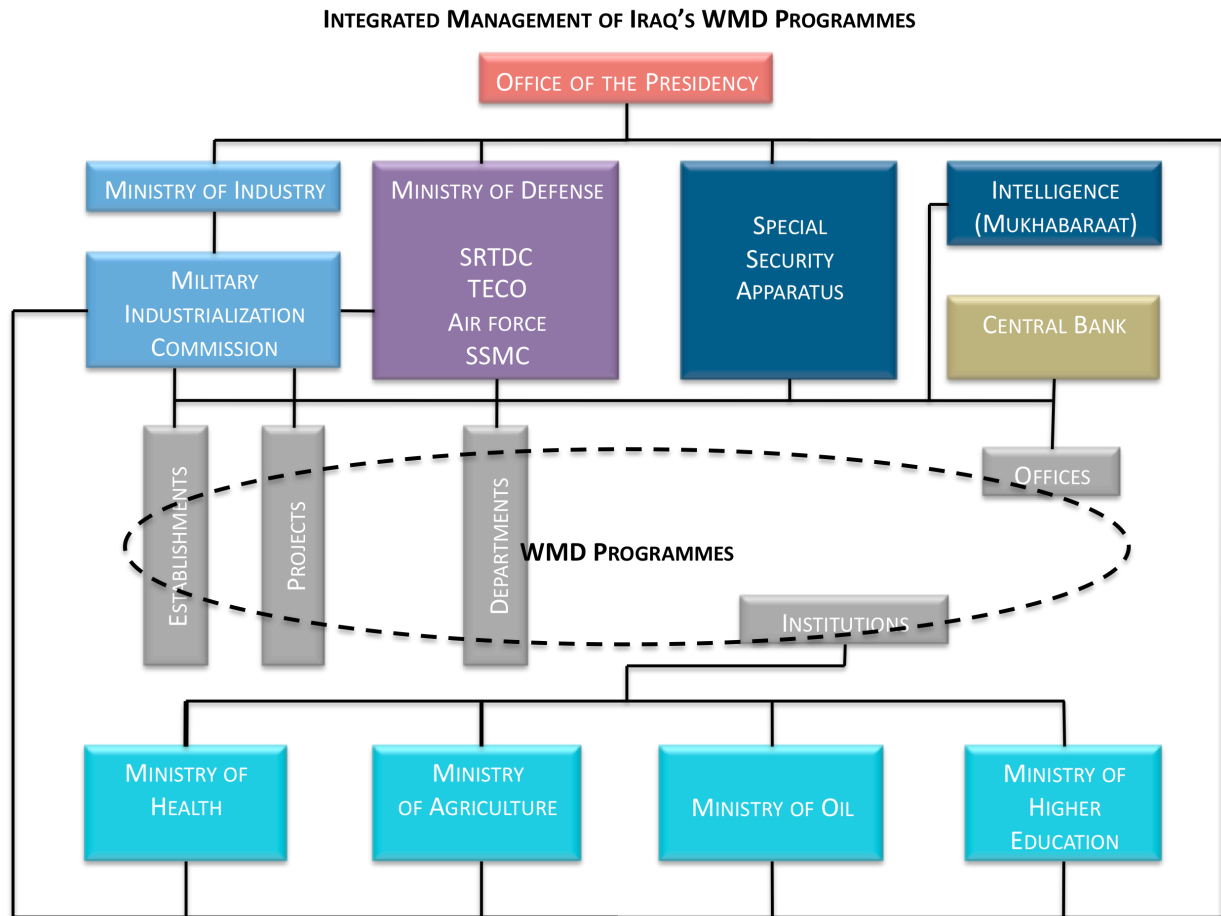 INTEGRATED MANAGEMENT OF IRAQ'S WMD PROGRAMMES
OFFICE OF THE PRESIDENCY
MINISTRY OF INDUSTRY
MINISTRY OF DEFENSE
SRTDC
TECO
AIR FORCE
SSMC
SPECIAL
SECURITY
APPARATUS
INTELLIGENCE
(MUKHABARAAT)
MILITARY
INDUSTRIALIZATION
COMMISSION
CENTRAL BANK
ESTABLISHMENTS
PROJECTS
DEPARTMENTS
OFFICES
WMD PROGRAMMES
INSTITUTIONS
MINISTRY OF
HEALTH
MINISTRY
OF AGRICULTURE
MINISTRY OF OIL
MINISTRY OF
HIGHER
EDUCATION